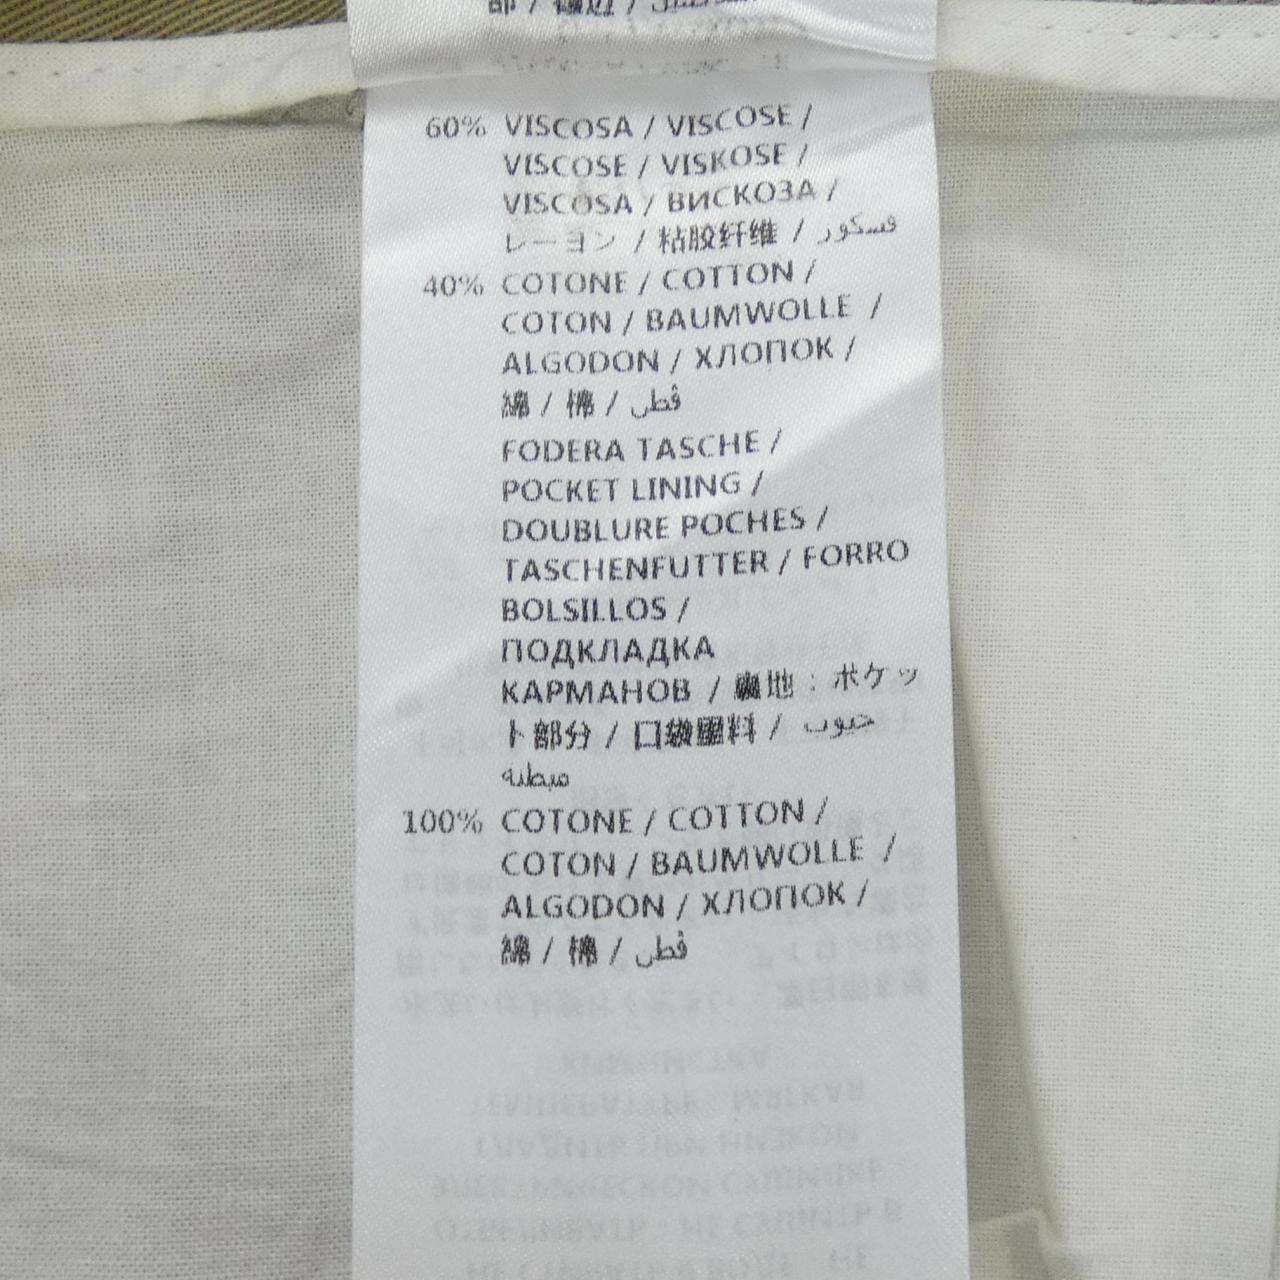 60% VISCOSA / VISCOSE /
VISCOSE / VISKOSE /
VISCOSA / ВИСКОЗА /
レーヨン / 粘胶纤维 / فسكوز
40% COTONE / COTTON /
COTON / BAUMWOLLE /
ALGODON / ХЛОПОК /
綿 / 棉 / قطن
FODERA TASCHE /
POCKET LINING /
DOUBLURE POCHES /
TASCHENFUTTER / FORRO
BOLSILLOS /
ПОДКЛАДКА
КАРМАНОВ / 裏地：ポケッ
ト部分 / 口袋里料 / جيوب
مبطنه
100% COTONE / COTTON /
COTON / BAUMWOLLE /
ALGODON / ХЛОПОК /
綿 / 棉 / قطن